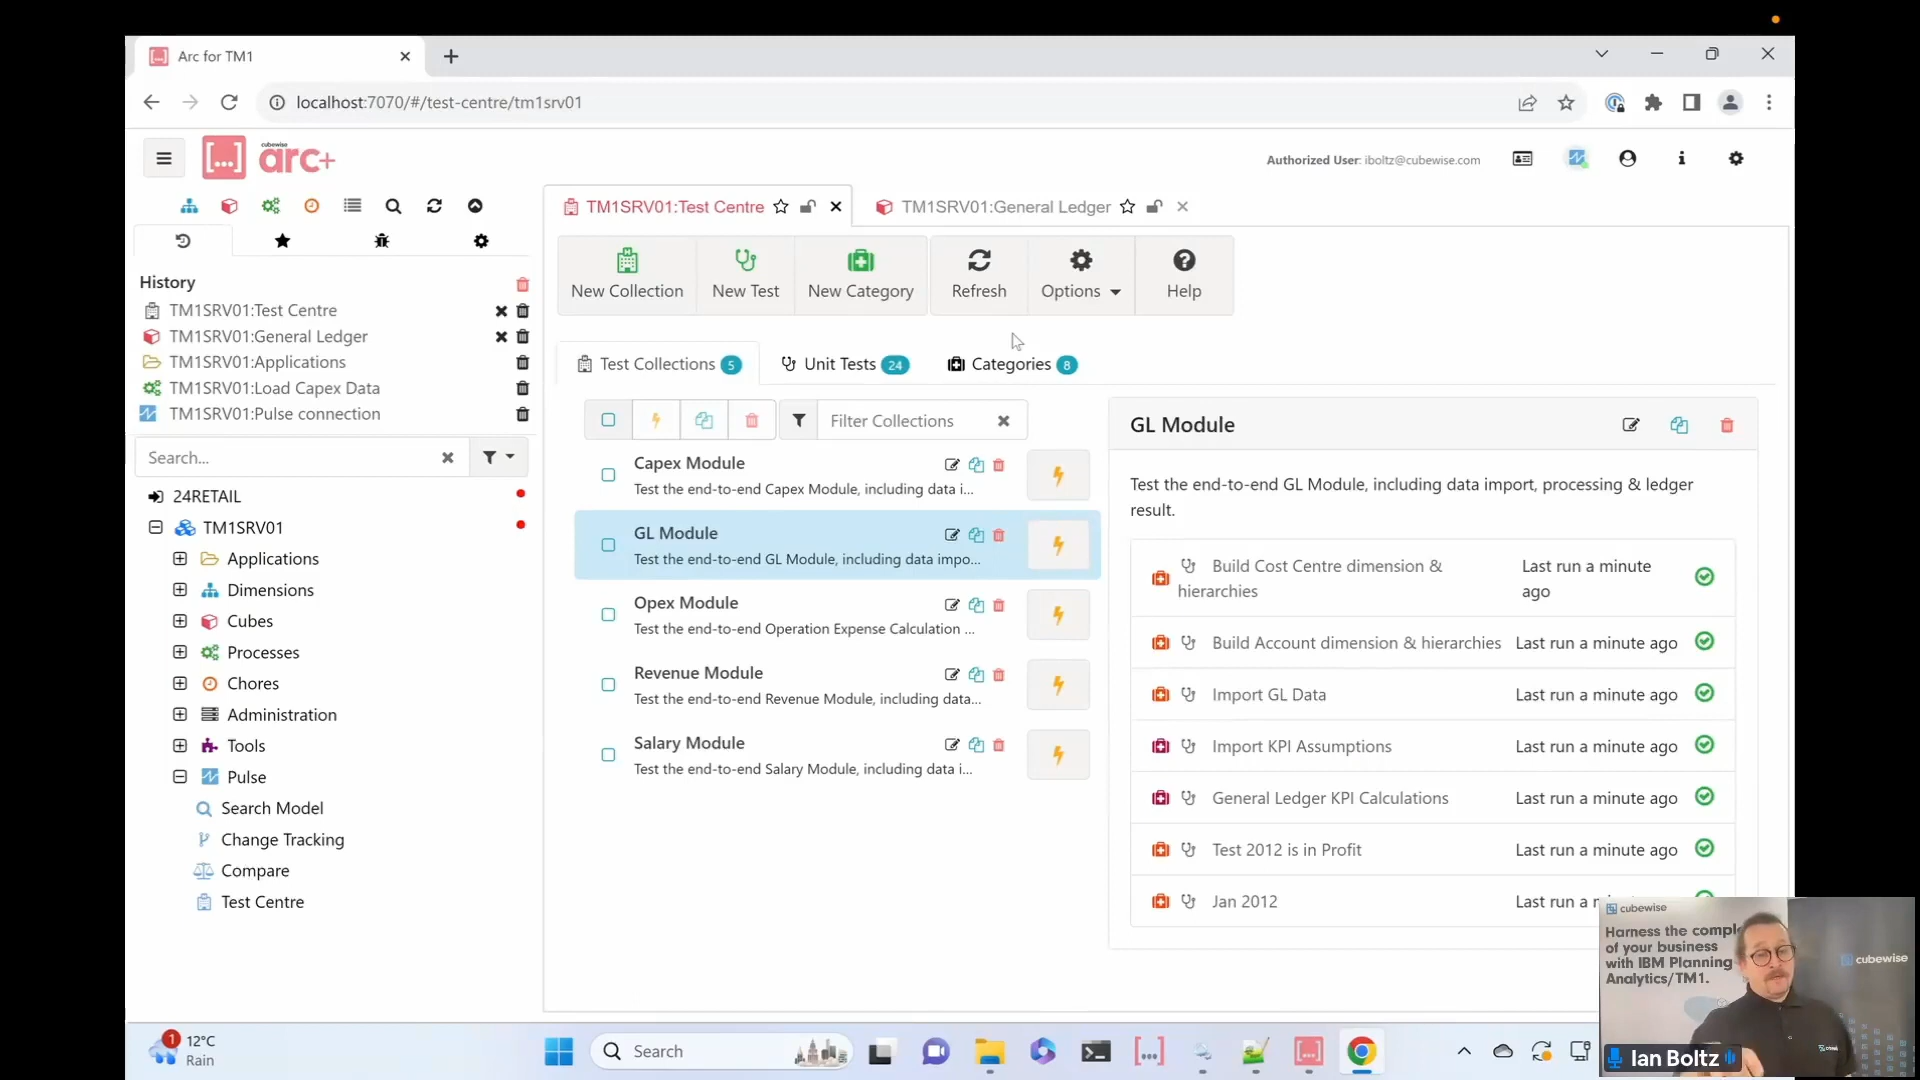 Arc for TM1
localhost:7070/#/test-centre/tm1srv01
cubewise
arc+
Authorized User: iboltz@cubewise.com
TM1SRV01:Test Centre
TM1SRV01:General Ledger
New Collection
New Test
New Category
Refresh
Options
Help
History
TM1SRV01:Test Centre
TM1SRV01:General Ledger
TM1SRV01:Applications
TM1SRV01:Load Capex Data
TM1SRV01:Pulse connection
Search...
24RETAIL
TM1SRV01
Applications
Dimensions
Cubes
Processes
Chores
Administration
Tools
Pulse
Search Model
Change Tracking
Compare
Test Centre
Test Collections 5
Unit Tests 24
Categories 8
Filter Collections
Capex Module
Test the end-to-end Capex Module, including data i...
GL Module
Test the end-to-end GL Module, including data impo...
Opex Module
Test the end-to-end Operation Expense Calculation ...
Revenue Module
Test the end-to-end Revenue Module, including data...
Salary Module
Test the end-to-end Salary Module, including data i...
GL Module
Test the end-to-end GL Module, including data import, processing & ledger
result.
Build Cost Centre dimension &
hierarchies
Last run a minute
ago
Build Account dimension & hierarchies Last run a minute ago
Import GL Data Last run a minute ago
Import KPI Assumptions Last run a minute ago
General Ledger KPI Calculations Last run a minute ago
Test 2012 is in Profit Last run a minute ago
Jan 2012 Last run a
cubewise
Harness the compl
of your business
with IBM Planning
Analytics/TM1.
cubewise
Ian Boltz
1
12°C
Rain
Search